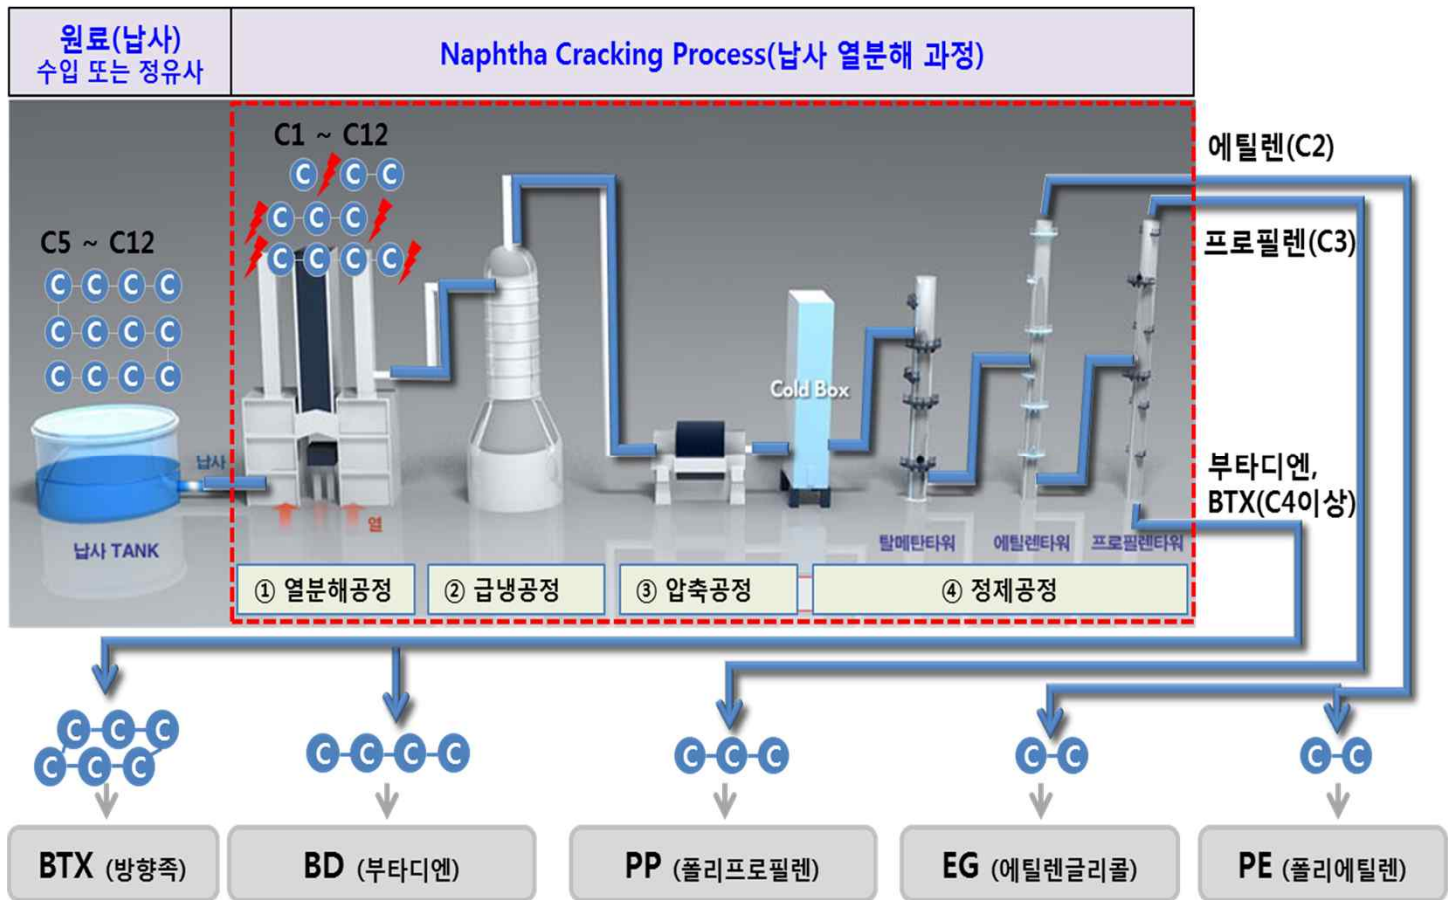 원료(납사)
수입 또는 정유사
Naphtha Cracking Process(납사 열분해 과정)
C1 ~ C12
C C C
C C C
C C C C
C5 ~ C12
C C C C
C C C C
C C C C
에틸렌(C2)
프로필렌(C3)
Cold Box
납사
열
부타디엔,
BTX(C4이상)
납사 TANK
탈메탄타워
에틸렌타워
프로필렌타워
① 열분해공정
② 급냉공정
③ 압축공정
④ 정제공정
C C C
C C C
C C C C
C C C
C C
C C
BTX (방향족)
BD (부타디엔)
PP (폴리프로필렌)
EG (에틸렌글리콜)
PE (폴리에틸렌)